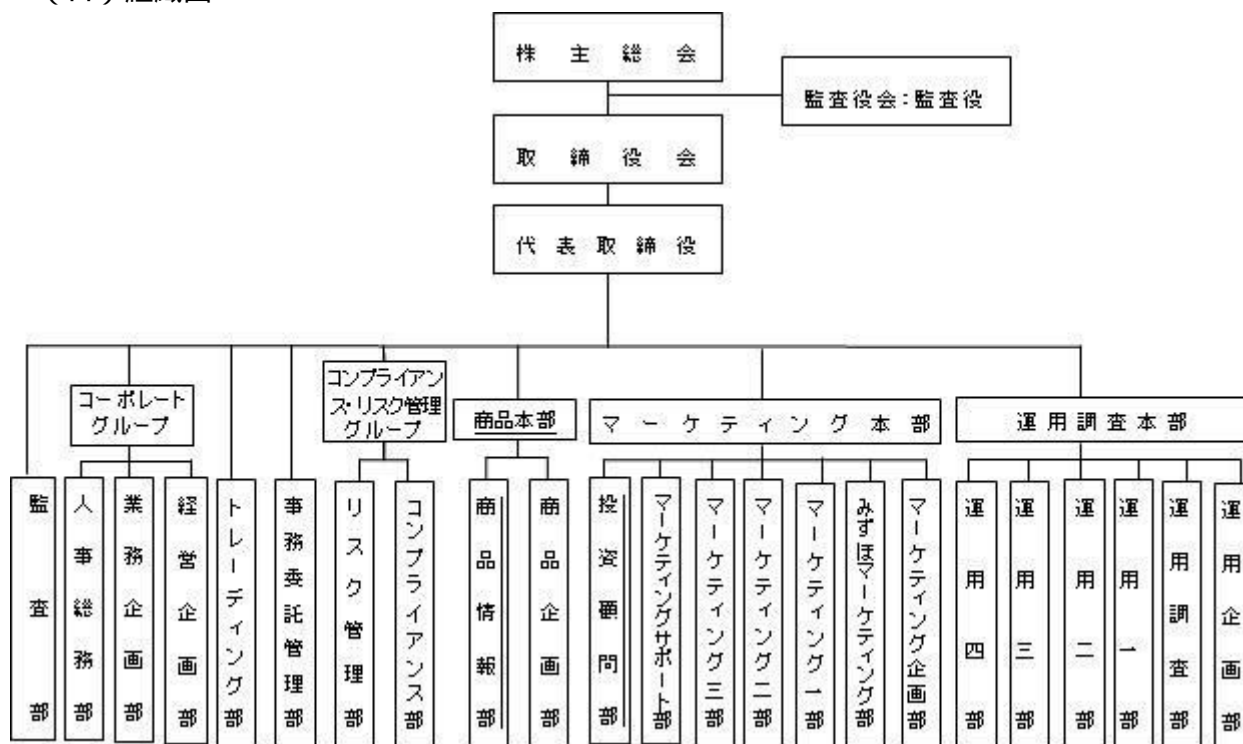 株主総会
監査役会:監査役
取締役会
代表取締役
コーポレート
グループ
コンプライアン
ス・リスク管理
グループ
商品本部
マーケティング本部
運用調査本部
監査部
人事総務部
業務企画部
経営企画部
トレーディング部
事務委託管理部
リスク管理部
コンプライアンス部
商品情報部
商品企画部
投資顧問部
マーケティングサポート部
マーケティング三部
マーケティング二部
マーケティング一部
みずほマーケティング部
マーケティング企画部
運用四部
運用三部
運用二部
運用一部
運用調査部
運用企画部